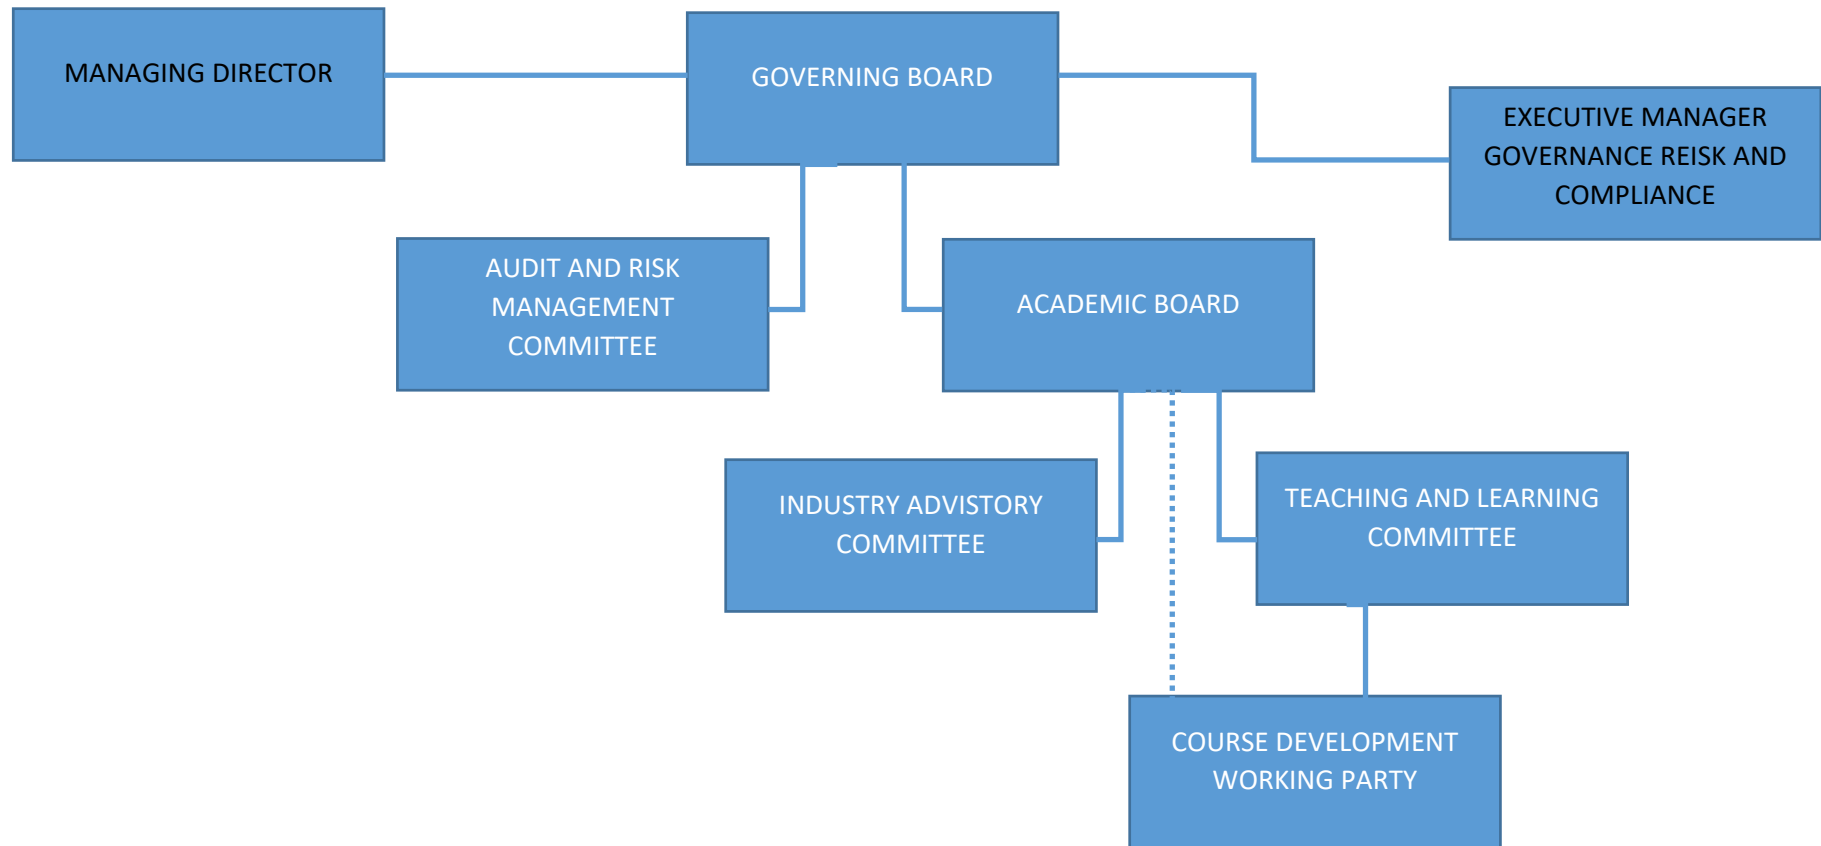 MANAGING DIRECTOR
GOVERNING BOARD
EXECUTIVE MANAGER
GOVERNANCE REISK AND
COMPLIANCE
AUDIT AND RISK
MANAGEMENT
COMMITTEE
ACADEMIC BOARD
INDUSTRY ADVISTORY
COMMITTEE
TEACHING AND LEARNING
COMMITTEE
COURSE DEVELOPMENT
WORKING PARTY